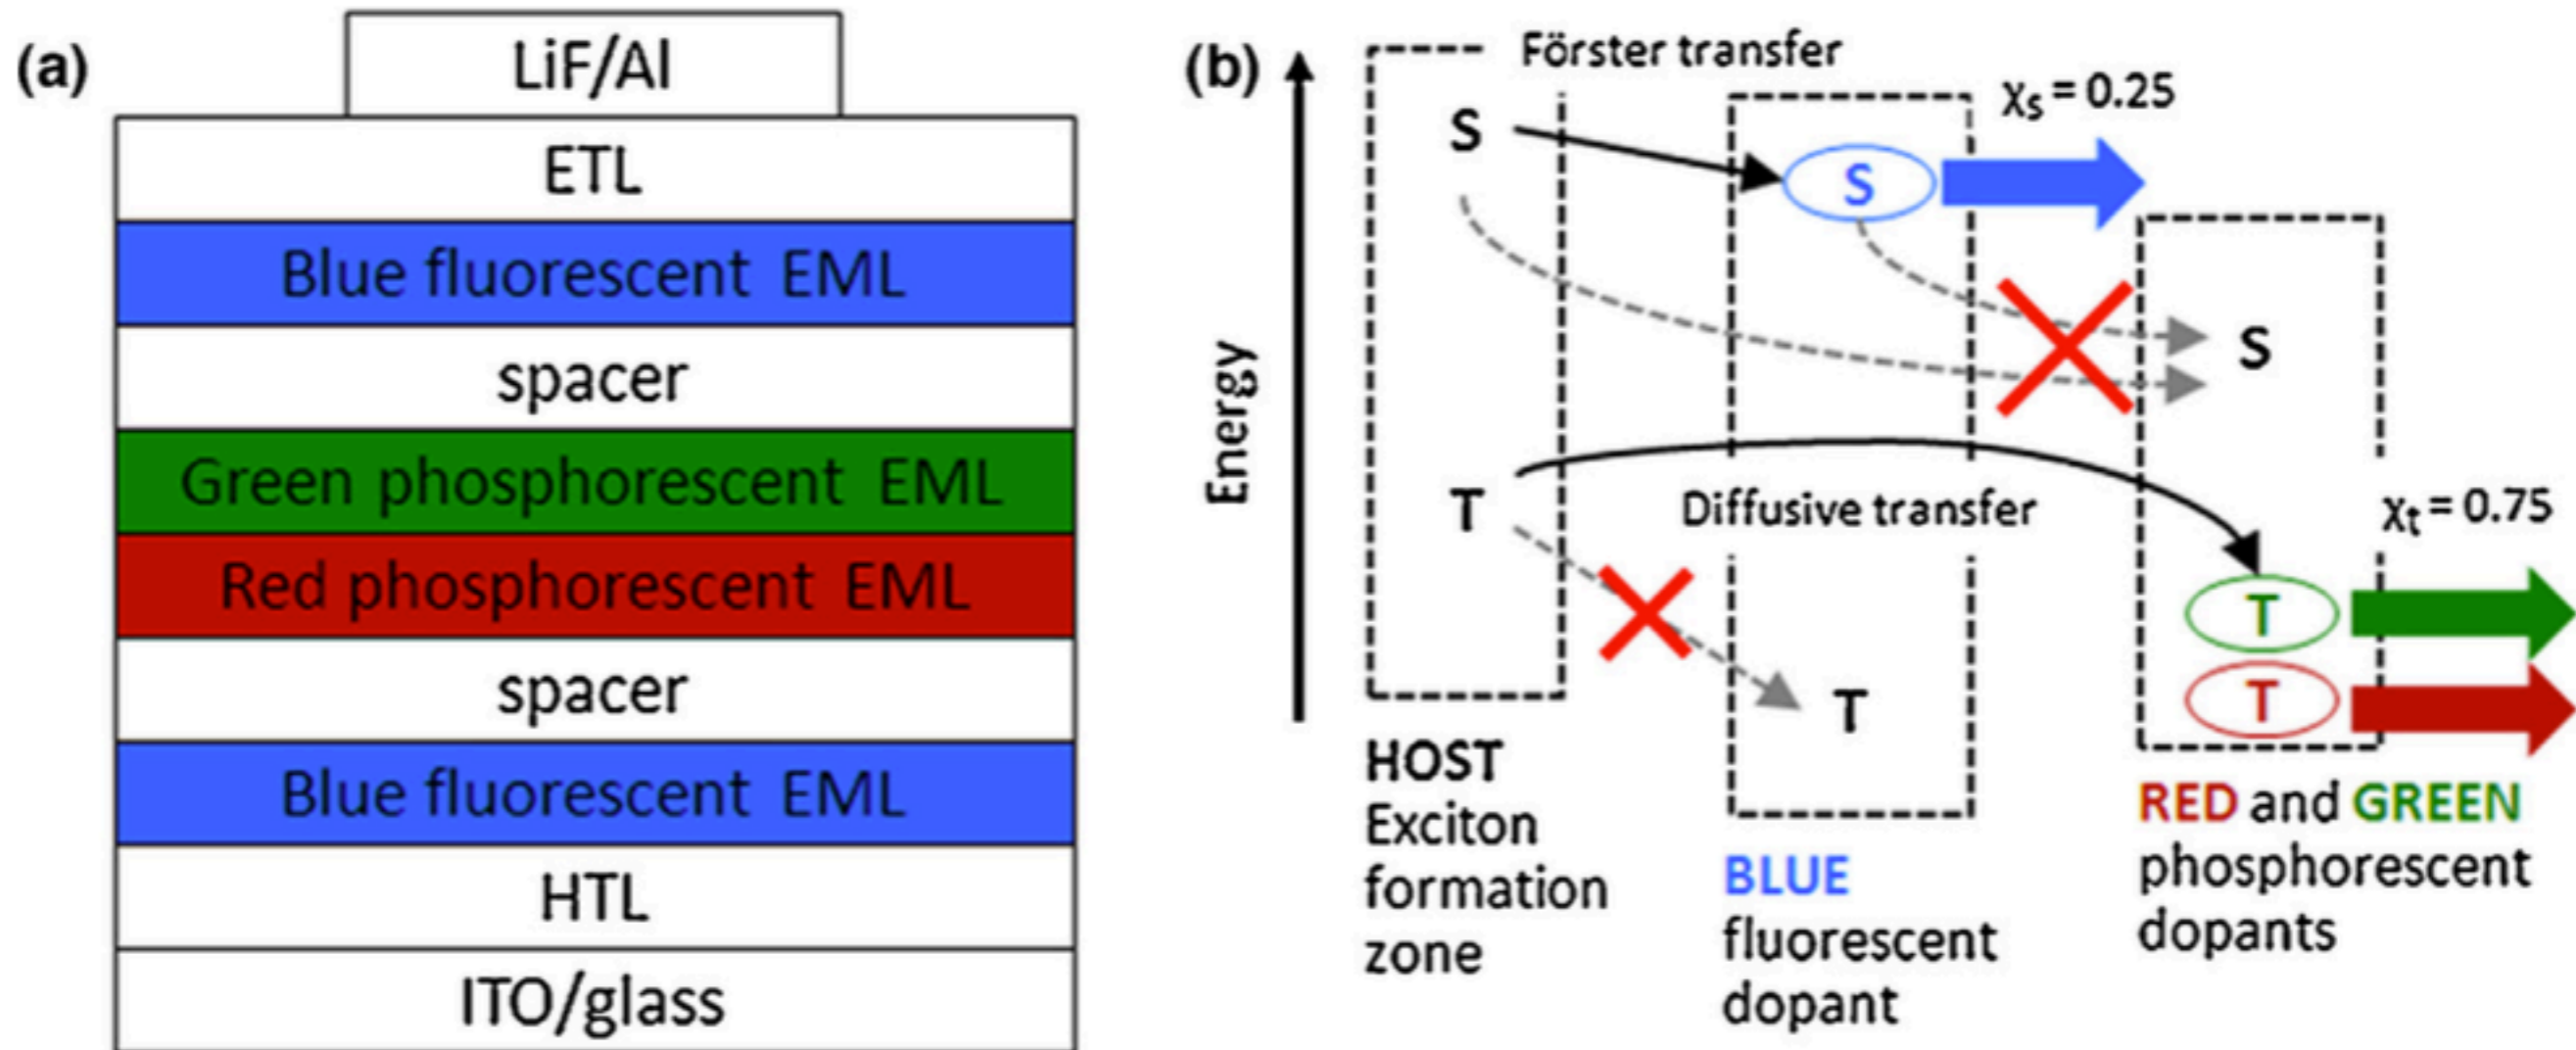 (a)
LiF/Al
ETL
Blue fluorescent EML
spacer
Green phosphorescent EML
Red phosphorescent EML
spacer
Blue fluorescent EML
HTL
ITO/glass
(b)
Energy
Förster transfer
S
S
χs = 0.25
S
T
Diffusive transfer
T
χt = 0.75
T
T
HOST
Exciton
formation
zone
BLUE
fluorescent
dopant
RED and GREEN
phosphorescent
dopants